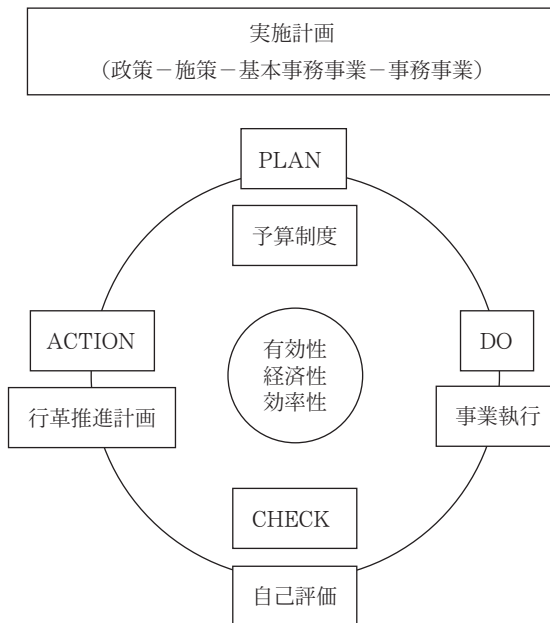 実施計画
（政策－施策－基本事務事業－事務事業）
PLAN
予算制度
ACTION
行革推進計画
有効性
経済性
効率性
DO
事業執行
CHECK
自己評価